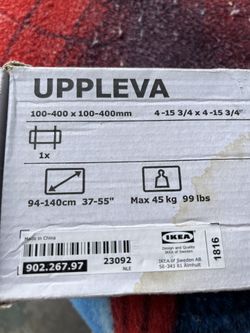 UPPLEVA
100-400 x 100-400mm 4-15 3/4 x 4-15 3/4"
1x
94-140cm 37-55" Max 45 kg 99 lbs
Made in China
23092
NLE
902.267.97
IKEA
Design and Quality
IKEA of Sweden
IKEA of Sweden AB
SE-343 81 Älmhult
1816